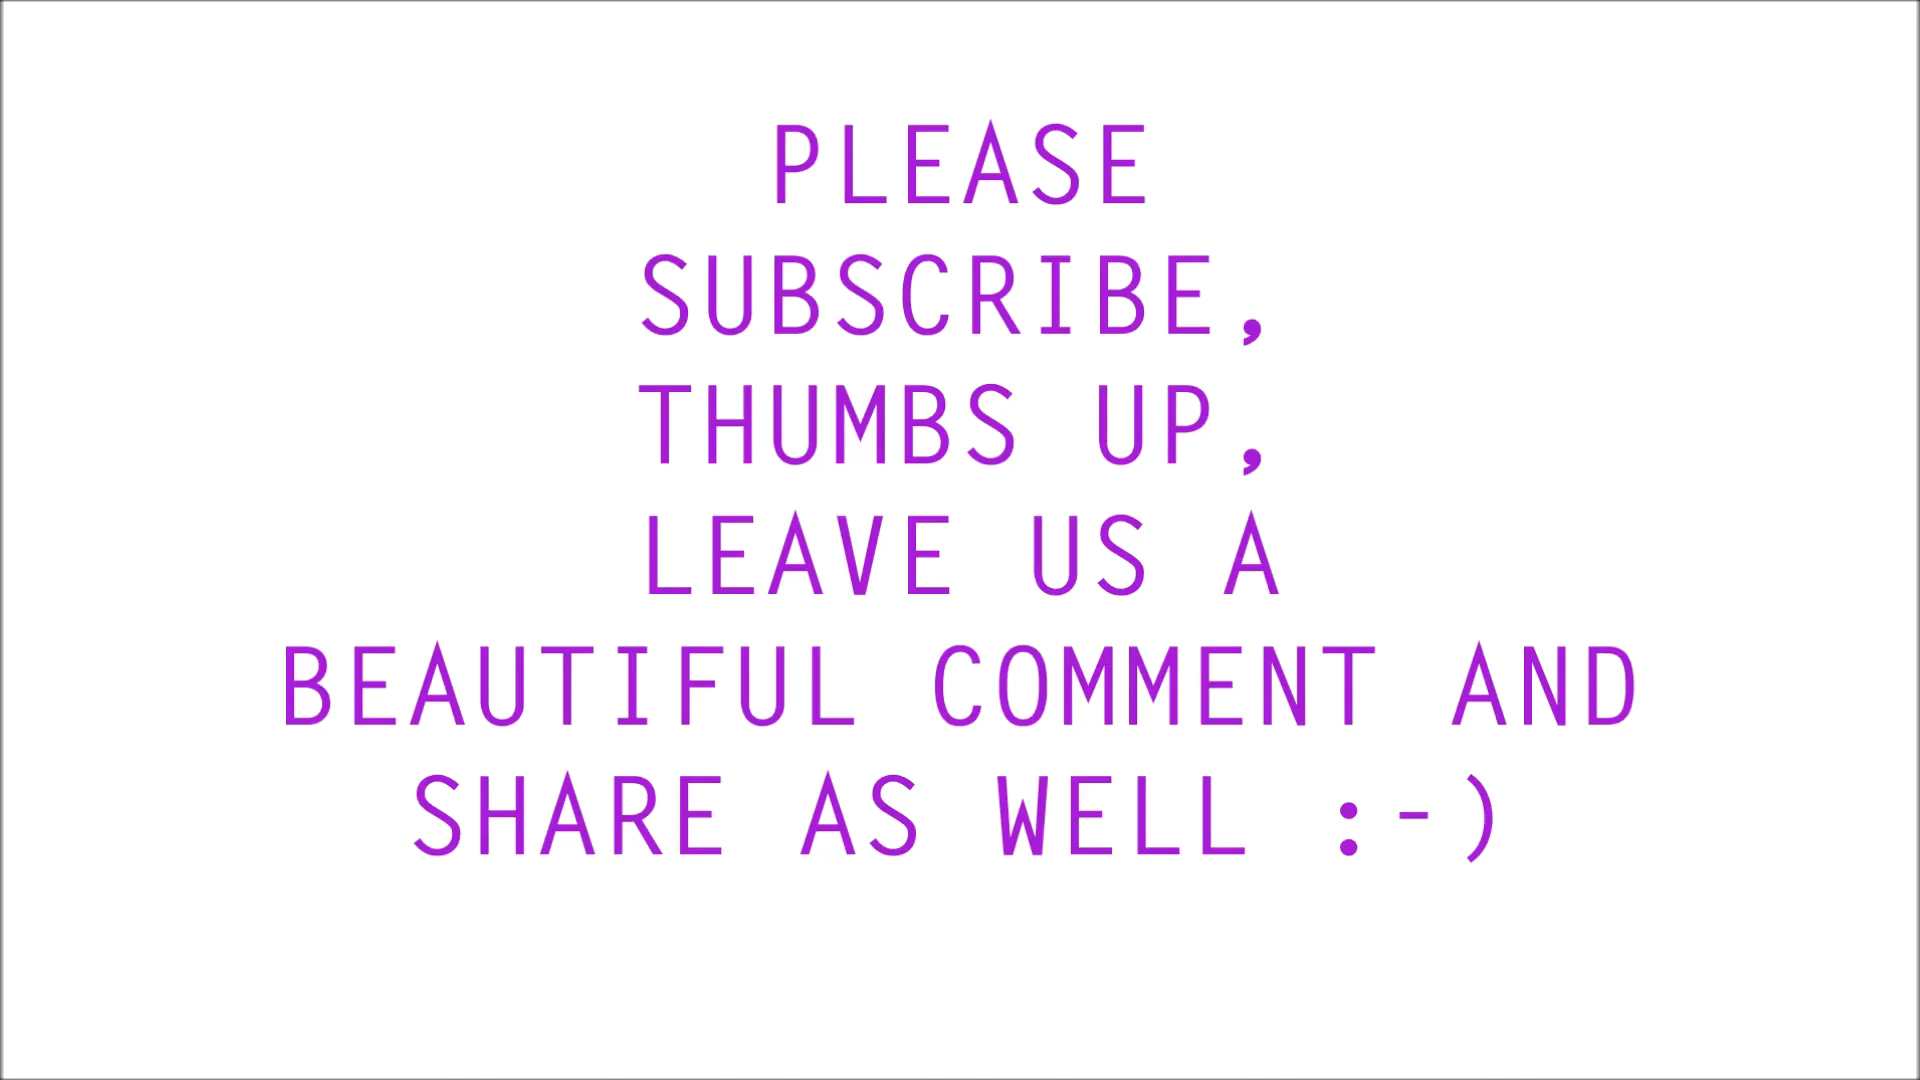 PLEASE
SUBSCRIBE,
THUMBS UP,
LEAVE US A
BEAUTIFUL COMMENT AND
SHARE AS WELL :-)